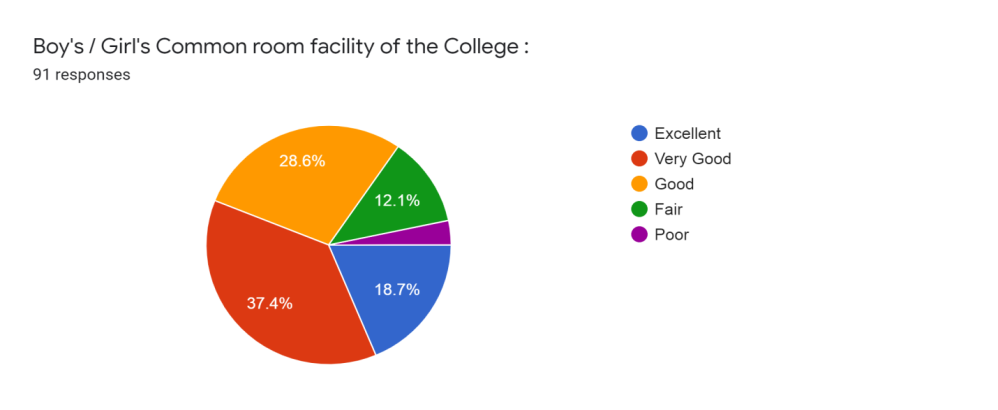 Boy's / Girl's Common room facility of the College :
91 responses
28.6%
12.1%
37.4%
18.7%
Excellent
Very Good
Good
Fair
Poor